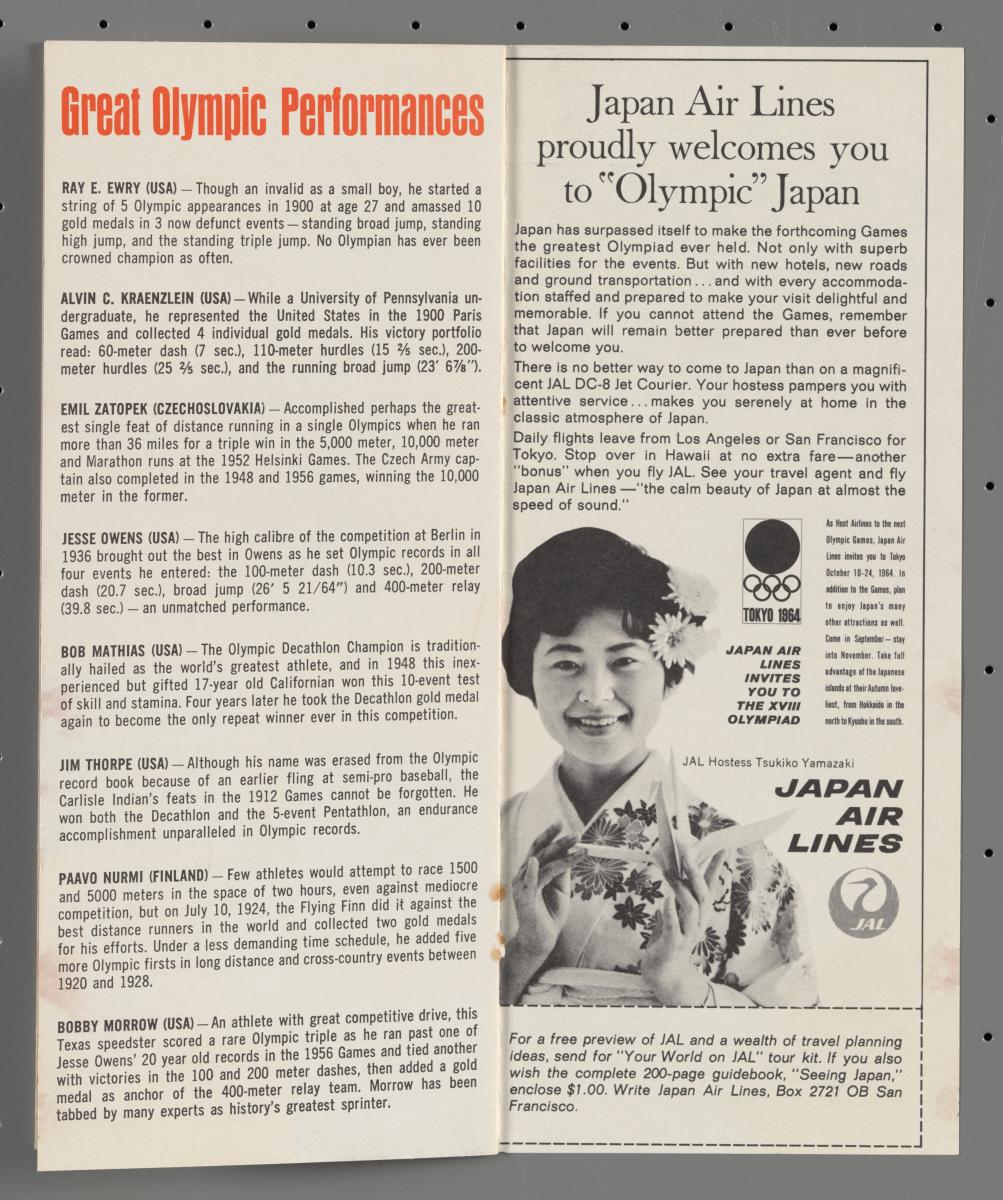 Great Olympic Performances
RAY E. EWRY (USA) — Though an invalid as a small boy, he started a
string of 5 Olympic appearances in 1900 at age 27 and amassed 10
gold medals in 3 now defunct events — standing broad jump, standing
high jump, and the standing triple jump. No Olympian has ever been
crowned champion as often.
ALVIN C. KRAENZLEIN (USA) — While a University of Pennsylvania un-
dergraduate, he represented the United States in the 1900 Paris
Games and collected 4 individual gold medals. His victory portfolio
read: 60-meter dash (7 sec.), 110-meter hurdles (15 ⅖ sec.), 200-
meter hurdles (25 ⅖ sec.), and the running broad jump (23′ 6⅞″).
EMIL ZATOPEK (CZECHOSLOVAKIA) — Accomplished perhaps the great-
est single feat of distance running in a single Olympics when he ran
more than 36 miles for a triple win in the 5,000 meter, 10,000 meter
and Marathon runs at the 1952 Helsinki Games. The Czech Army cap-
tain also completed in the 1948 and 1956 games, winning the 10,000
meter in the former.
JESSE OWENS (USA) — The high calibre of the competition at Berlin in
1936 brought out the best in Owens as he set Olympic records in all
four events he entered: the 100-meter dash (10.3 sec.), 200-meter
dash (20.7 sec.), broad jump (26′ 5 21/64″) and 400-meter relay
(39.8 sec.) — an unmatched performance.
BOB MATHIAS (USA) — The Olympic Decathlon Champion is tradition-
ally hailed as the world's greatest athlete, and in 1948 this inex-
perienced but gifted 17-year old Californian won this 10-event test
of skill and stamina. Four years later he took the Decathlon gold medal
again to become the only repeat winner ever in this competition.
JIM THORPE (USA) — Although his name was erased from the Olympic
record book because of an earlier fling at semi-pro baseball, the
Carlisle Indian's feats in the 1912 Games cannot be forgotten. He
won both the Decathlon and the 5-event Pentathlon, an endurance
accomplishment unparalleled in Olympic records.
PAAVO NURMI (FINLAND) — Few athletes would attempt to race 1500
and 5000 meters in the space of two hours, even against mediocre
competition, but on July 10, 1924, the Flying Finn did it against the
best distance runners in the world and collected two gold medals
for his efforts. Under a less demanding time schedule, he added five
more Olympic firsts in long distance and cross-country events between
1920 and 1928.
BOBBY MORROW (USA) — An athlete with great competitive drive, this
Texas speedster scored a rare Olympic triple as he ran past one of
Jesse Owens' 20 year old records in the 1956 Games and tied another
with victories in the 100 and 200 meter dashes, then added a gold
medal as anchor of the 400-meter relay team. Morrow has been
tabbed by many experts as history's greatest sprinter.
Japan Air Lines
proudly welcomes you
to "Olympic" Japan
Japan has surpassed itself to make the forthcoming Games
the greatest Olympiad ever held. Not only with superb
facilities for the events. But with new hotels, new roads
and ground transportation...and with every accommoda-
tion staffed and prepared to make your visit delightful and
memorable. If you cannot attend the Games, remember
that Japan will remain better prepared than ever before
to welcome you.
There is no better way to come to Japan than on a magnifi-
cent JAL DC-8 Jet Courier. Your hostess pampers you with
attentive service...makes you serenely at home in the
classic atmosphere of Japan.
Daily flights leave from Los Angeles or San Francisco for
Tokyo. Stop over in Hawaii at no extra fare—another
"bonus" when you fly JAL. See your travel agent and fly
Japan Air Lines —"the calm beauty of Japan at almost the
speed of sound."
TOKYO 1964
JAPAN AIR
LINES
INVITES
YOU TO
THE XVIII
OLYMPIAD
As Host Airlines to the next
Olympic Games, Japan Air
Lines invites you to Tokyo
October 10-24, 1964. In
addition to the Games, plan
to enjoy Japan's many
other attractions as well.
Come in September — stay
into November. Take full
advantage of the Japanese
islands at their Autumn love-
liest, from Hokkaido in the
north to Kyushu in the south.
JAL Hostess Tsukiko Yamazaki
JAPAN
AIR
LINES
JAL
For a free preview of JAL and a wealth of travel planning
ideas, send for "Your World on JAL" tour kit. If you also
wish the complete 200-page guidebook, "Seeing Japan,"
enclose $1.00. Write Japan Air Lines, Box 2721 OB San
Francisco.